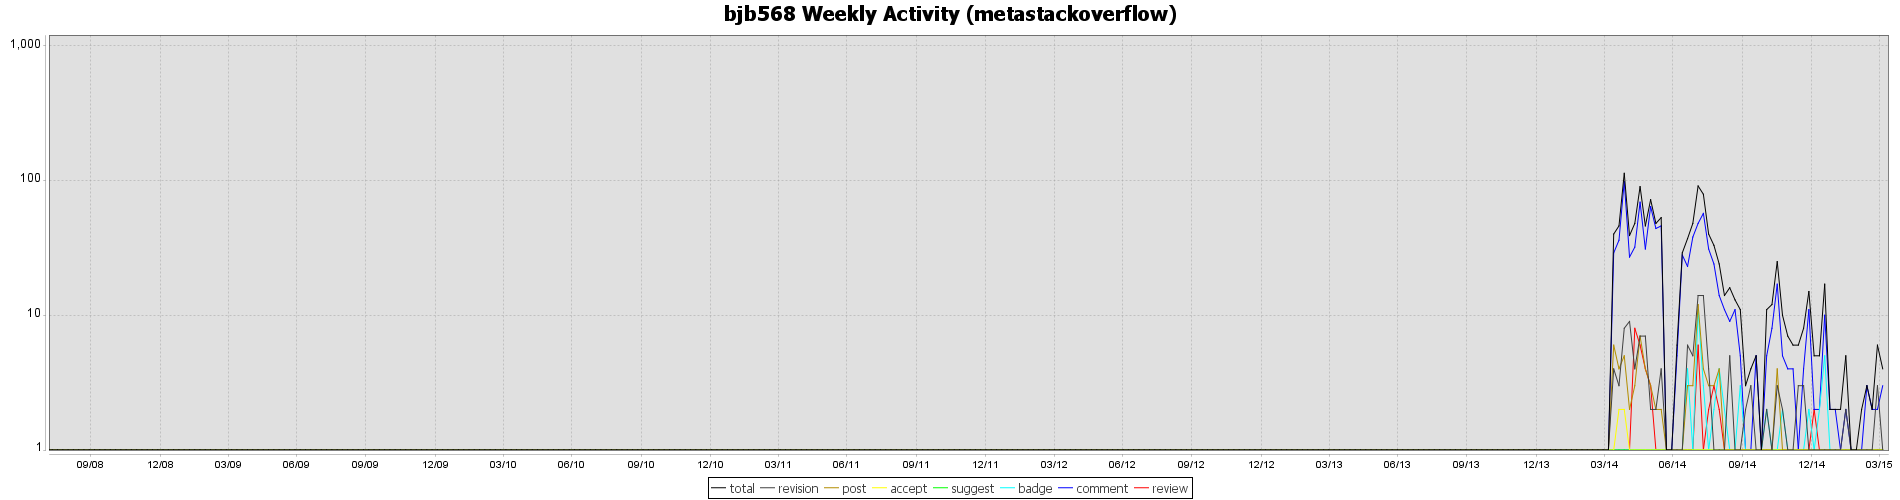 bjb568 Weekly Activity (metastackoverflow)
1,000
100
10
1
09/08 12/08 03/09 06/09 09/09 12/09 03/10 06/10 09/10 12/10 03/11 06/11 09/11 12/11 03/12 06/12 09/12 12/12 03/13 06/13 09/13 12/13 03/14 06/14 09/14 12/14 03/15
total revision post accept suggest badge comment review